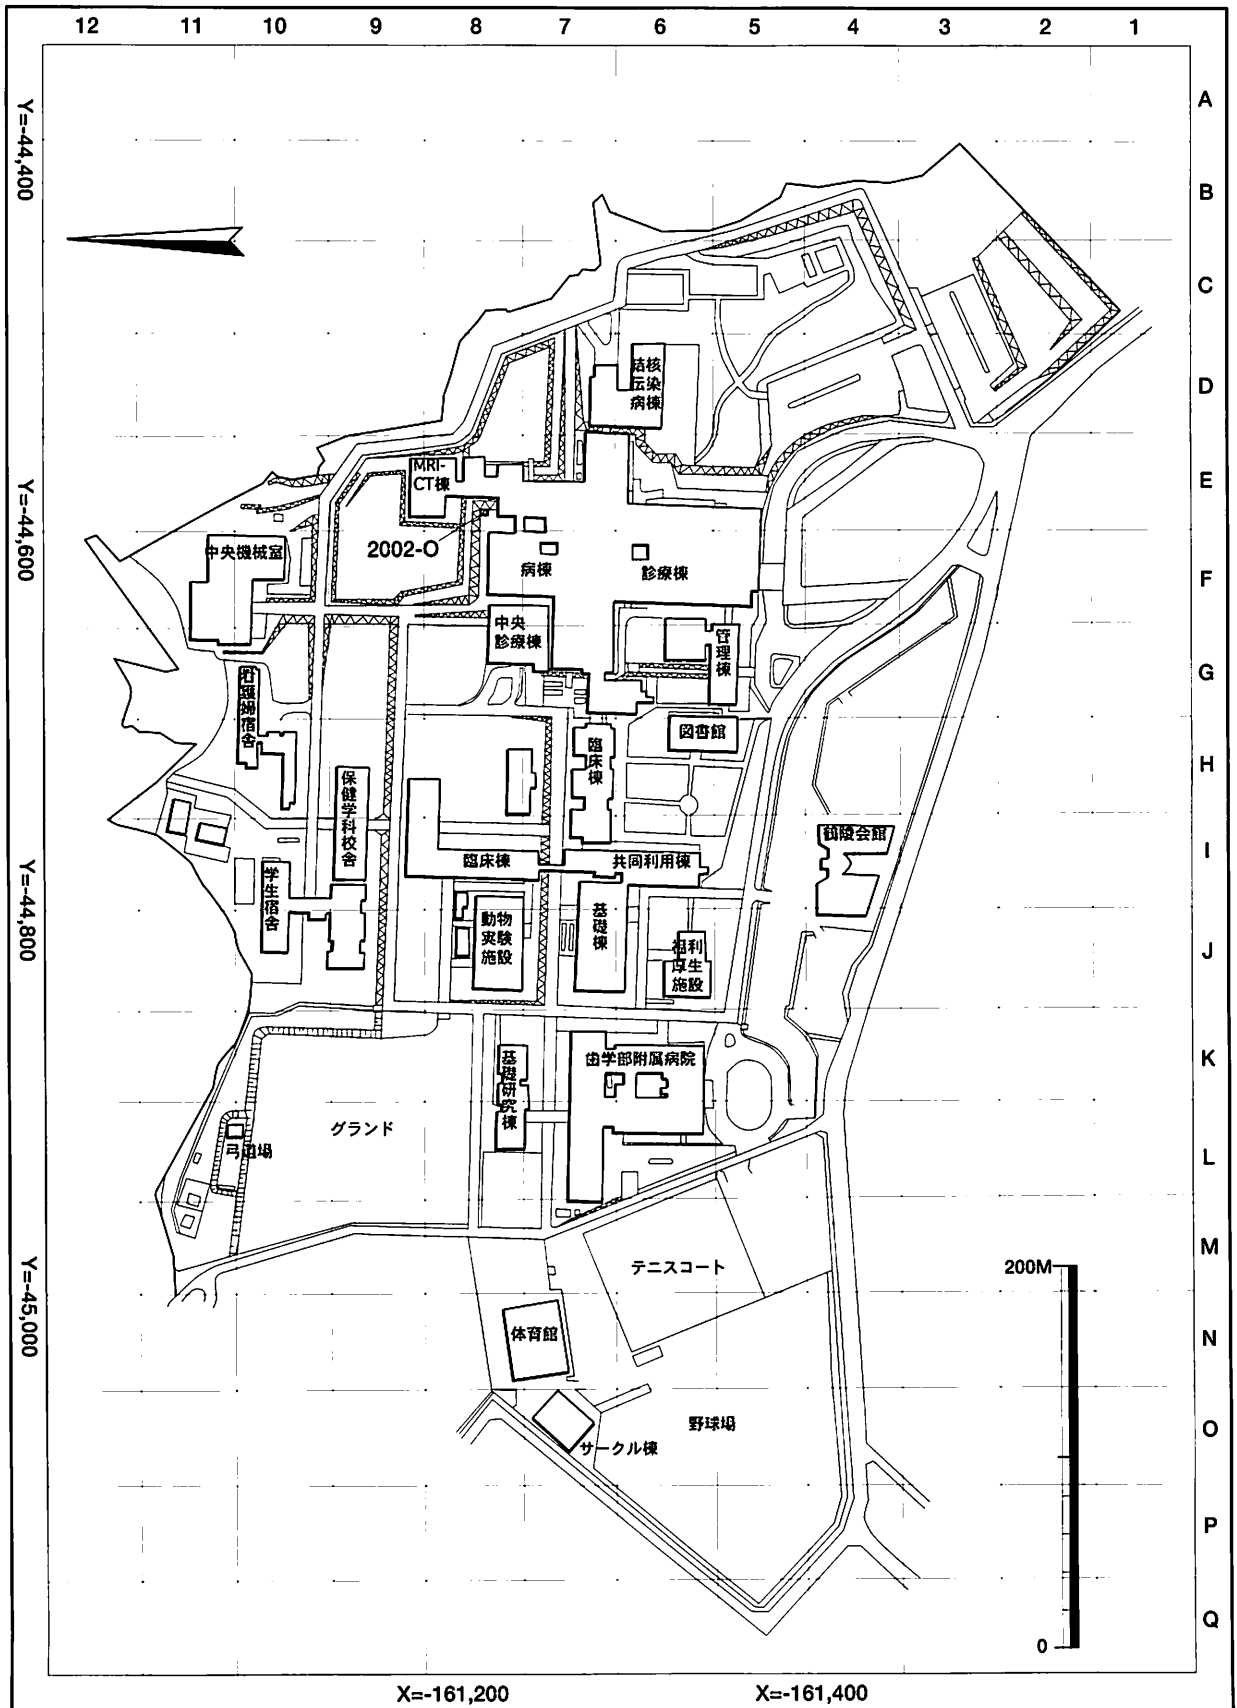 12 11 10 9 8 7 6 5 4 3 2 1
A
B
C
D
E
F
G
H
I
J
K
L
M
N
O
P
Q
Y=-44,400
Y=-44,600
Y=-44,800
Y=-45,000
X=-161,200
X=-161,400
結核
伝染
病棟
MRI-
CT棟
2002-O
中央機械室
病棟
診療棟
中央
診療棟
管理棟
看護婦宿舎
図書館
臨床棟
保健学科校舎
鶴陵会館
臨床棟
共同利用棟
学生宿舎
動物
実験
施設
基礎棟
福利
厚生
施設
基礎研究棟
歯学部附属病院
グランド
弓道場
テニスコート
200M
体育館
野球場
サークル棟
0